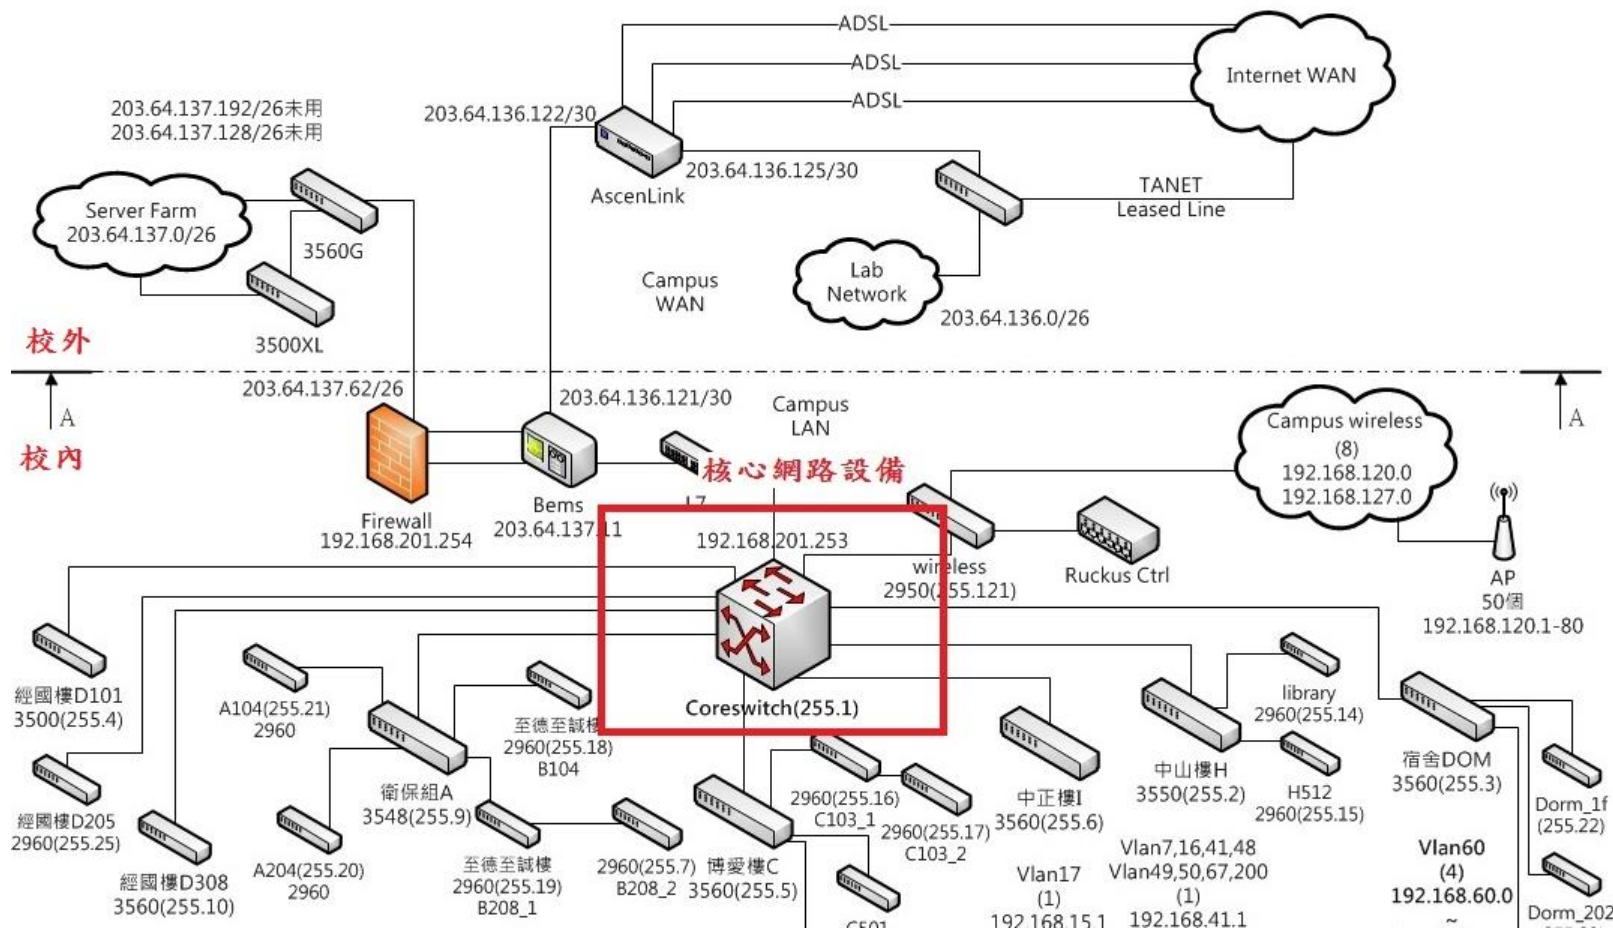 ADSL
ADSL
ADSL
Internet WAN
203.64.137.192/26未用
203.64.137.128/26未用
203.64.136.122/30
203.64.136.125/30
AscenLink
TANET
Leased Line
Server Farm
203.64.137.0/26
3560G
3500XL
Campus
WAN
Lab
Network
203.64.136.0/26
校外
203.64.137.62/26
203.64.136.121/30
Campus
LAN
A
A
校內
Campus wireless
(8)
192.168.120.0
192.168.127.0
核心網路設備
Firewall
192.168.201.254
Bems
203.64.137.11
192.168.201.253
wireless
2950(255.121)
Ruckus Ctrl
AP
50個
192.168.120.1-80
Coreswitch(255.1)
經國樓D101
3500(255.4)
A104(255.21)
2960
至德至誠樓
2960(255.18)
B104
library
2960(255.14)
經國樓D205
2960(255.25)
衛保組A
3548(255.9)
2960(255.16)
C103_1
2960(255.17)
C103_2
中正樓I
3560(255.6)
中山樓H
3550(255.2)
H512
2960(255.15)
宿舍DOM
3560(255.3)
Dorm_1f
(255.22)
經國樓D308
3560(255.10)
A204(255.20)
2960
至德至誠樓
2960(255.19)
B208_1
2960(255.7)
B208_2
博愛樓C
3560(255.5)
Vlan17
(1)
192.168.15.1
Vlan7,16,41,48
Vlan49,50,67,200
(1)
192.168.41.1
Vlan60
(4)
192.168.60.0
~
Dorm_202